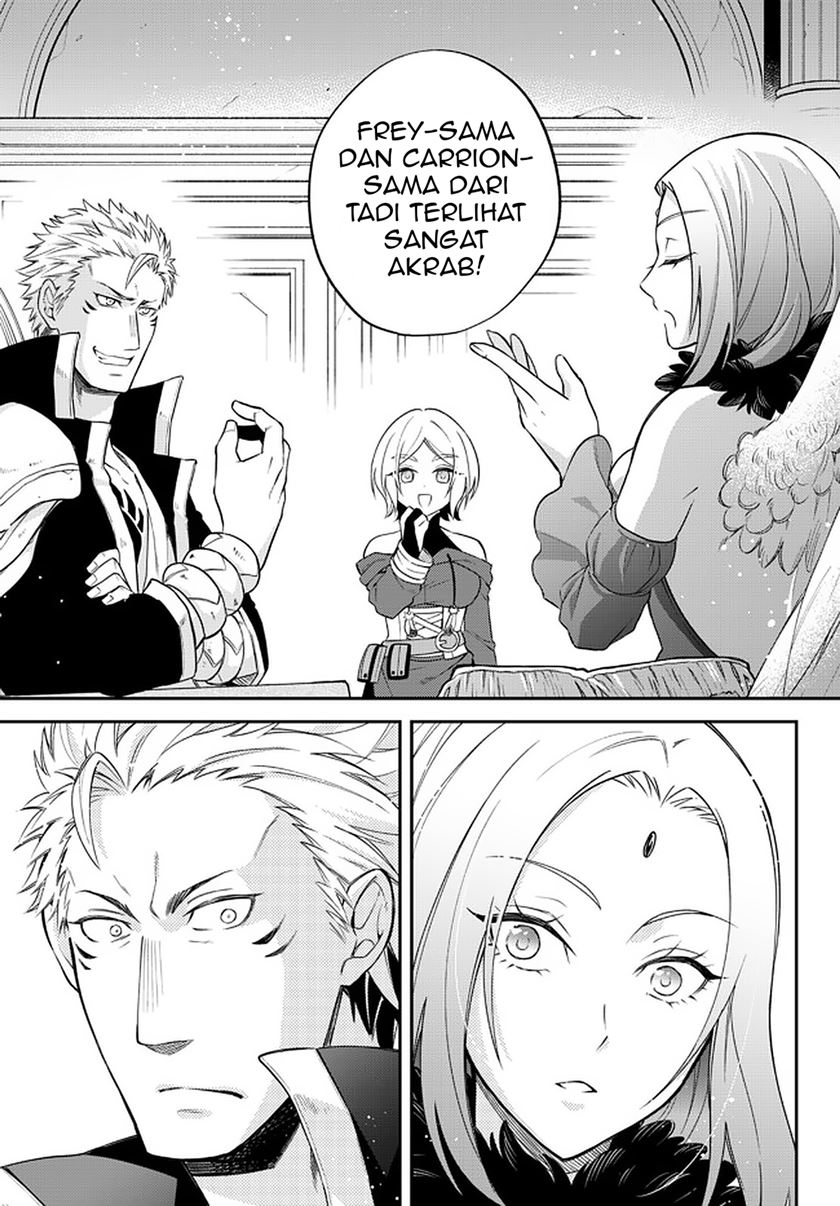 FREY-SAMA
DAN CARRION-
SAMA DARI
TADI TERLIHAT
SANGAT
AKRAB!